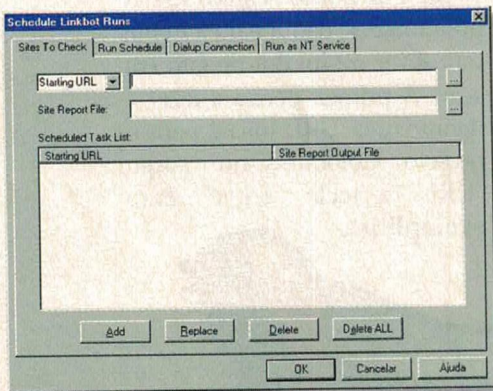 Schedule Linkbot Runs
Sites To Check Run Schedule Dialup Connection Run as NT Service
Starting URL ...
Site Report File: ...
Scheduled Task List:
Starting URL Site Report Output File
Add Replace Delete Delete ALL
OK Cancelar Ajuda